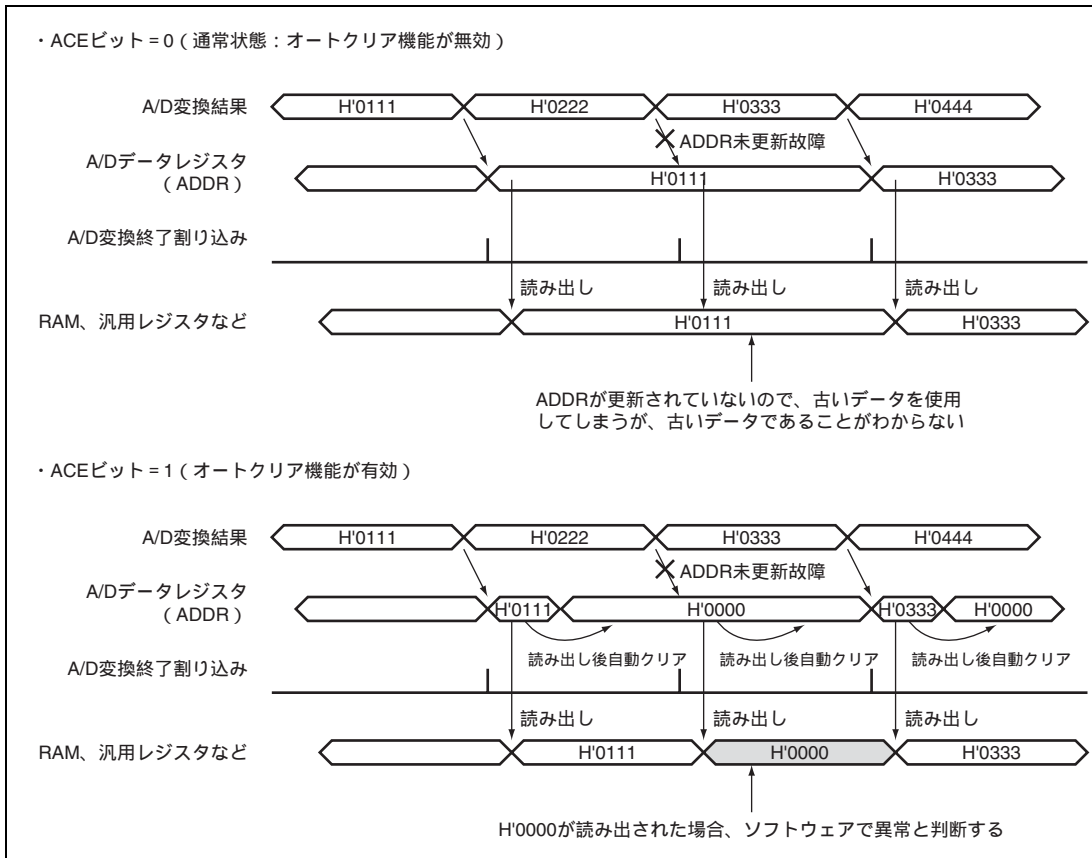 ・ACEビット = 0（通常状態：オートクリア機能が無効）
A/D変換結果
H'0111
H'0222
H'0333
H'0444
ADDR未更新故障
A/Dデータレジスタ
（ADDR）
H'0111
H'0333
A/D変換終了割り込み
読み出し
読み出し
読み出し
RAM、汎用レジスタなど
H'0111
H'0333
ADDRが更新されていないので、古いデータを使用
してしまうが、古いデータであることがわからない
・ACEビット = 1（オートクリア機能が有効）
A/D変換結果
H'0111
H'0222
H'0333
H'0444
ADDR未更新故障
A/Dデータレジスタ
（ADDR）
H'0111
H'0000
H'0333
H'0000
読み出し後自動クリア
読み出し後自動クリア
読み出し後自動クリア
A/D変換終了割り込み
読み出し
読み出し
読み出し
RAM、汎用レジスタなど
H'0111
H'0000
H'0333
H'0000が読み出された場合、ソフトウェアで異常と判断する